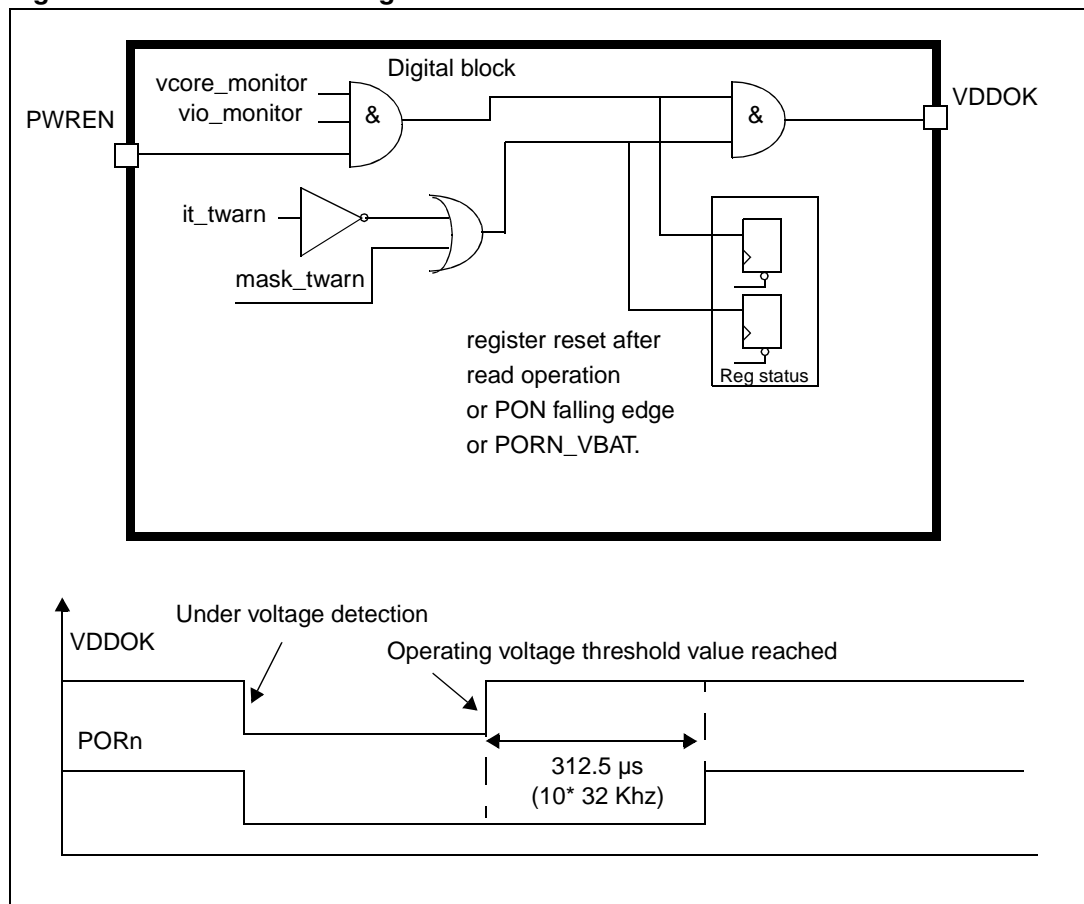 Digital block
vcore_monitor
vio_monitor
&
&
PWREN
VDDOK
it_twarn
mask_twarn
register reset after
read operation
or PON falling edge
or PORN_VBAT.
Reg status
Under voltage detection
VDDOK
Operating voltage threshold value reached
PORn
312.5 µs
(10* 32 Khz)